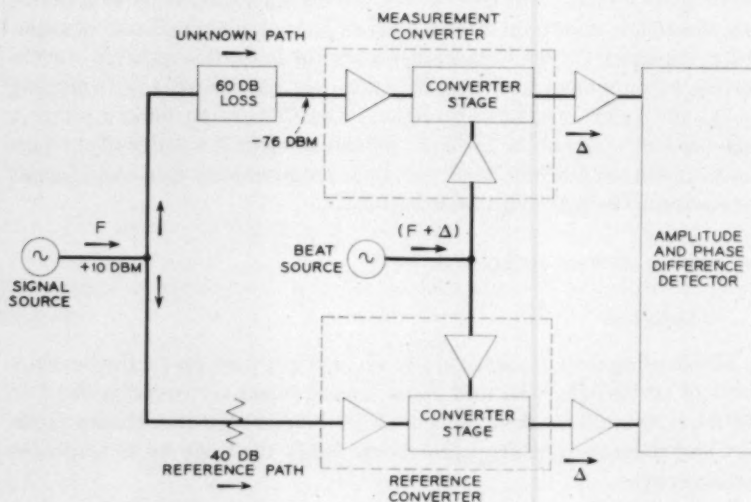 UNKNOWN PATH
MEASUREMENT
CONVERTER
60 DB
LOSS
CONVERTER
STAGE
-76 DBM
Δ
F
+10 DBM
SIGNAL
SOURCE
BEAT
SOURCE
(F + Δ)
AMPLITUDE
AND PHASE
DIFFERENCE
DETECTOR
CONVERTER
STAGE
40 DB
REFERENCE PATH
Δ
REFERENCE
CONVERTER